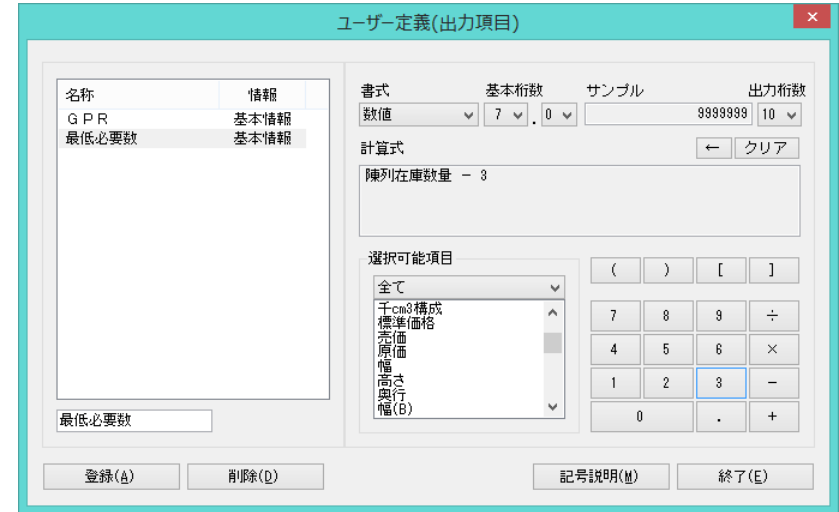 ユーザー定義(出力項目)
×
名称 情報
ＧＰＲ 基本情報
最低必要数 基本情報
最低必要数
書式 基本桁数 サンプル 出力桁数
数値 7 . 0 9999999 10
計算式 ← クリア
陳列在庫数量 － 3
選択可能項目
全て
千cm3構成
標準価格
売価
原価
幅
高さ
奥行
幅(B)
( ) [ ]
7 8 9 ÷
4 5 6 ×
1 2 3 －
0 . +
登録(A) 削除(D) 記号説明(M) 終了(E)